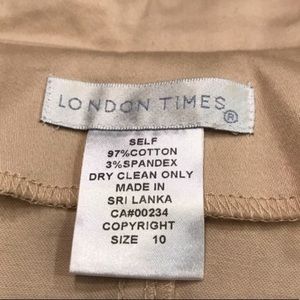 LONDON TIMES®
SELF
97%COTTON
3%SPANDEX
DRY CLEAN ONLY
MADE IN
SRI LANKA
CA#00234
COPYRIGHT
SIZE 10